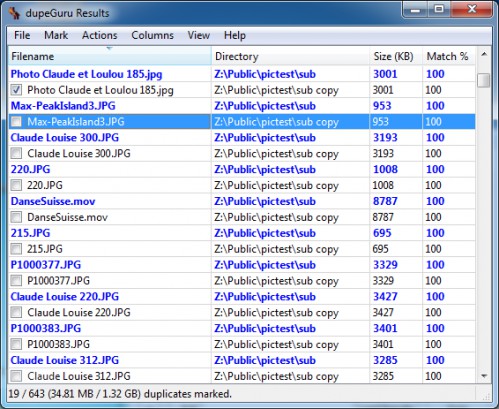 dupeGuru Results
File Mark Actions Columns View Help
Filename Directory Size (KB) Match %
Photo Claude et Loulou 185.jpg Z:\Public\pictest\sub 3001 100
Photo Claude et Loulou 185.jpg Z:\Public\pictest\sub copy 3001 100
Max-PeakIsland3.JPG Z:\Public\pictest\sub 953 100
Max-PeakIsland3.JPG Z:\Public\pictest\sub copy 953 100
Claude Louise 300.JPG Z:\Public\pictest\sub 3193 100
Claude Louise 300.JPG Z:\Public\pictest\sub copy 3193 100
220.JPG Z:\Public\pictest\sub 1008 100
220.JPG Z:\Public\pictest\sub copy 1008 100
DanseSuisse.mov Z:\Public\pictest\sub 8787 100
DanseSuisse.mov Z:\Public\pictest\sub copy 8787 100
215.JPG Z:\Public\pictest\sub 695 100
215.JPG Z:\Public\pictest\sub copy 695 100
P1000377.JPG Z:\Public\pictest\sub 3329 100
P1000377.JPG Z:\Public\pictest\sub copy 3329 100
Claude Louise 220.JPG Z:\Public\pictest\sub 3427 100
Claude Louise 220.JPG Z:\Public\pictest\sub copy 3427 100
P1000383.JPG Z:\Public\pictest\sub 3401 100
P1000383.JPG Z:\Public\pictest\sub copy 3401 100
Claude Louise 312.JPG Z:\Public\pictest\sub 3285 100
Claude Louise 312.JPG Z:\Public\pictest\sub copy 3285 100
19 / 643 (34.81 MB / 1.32 GB) duplicates marked.